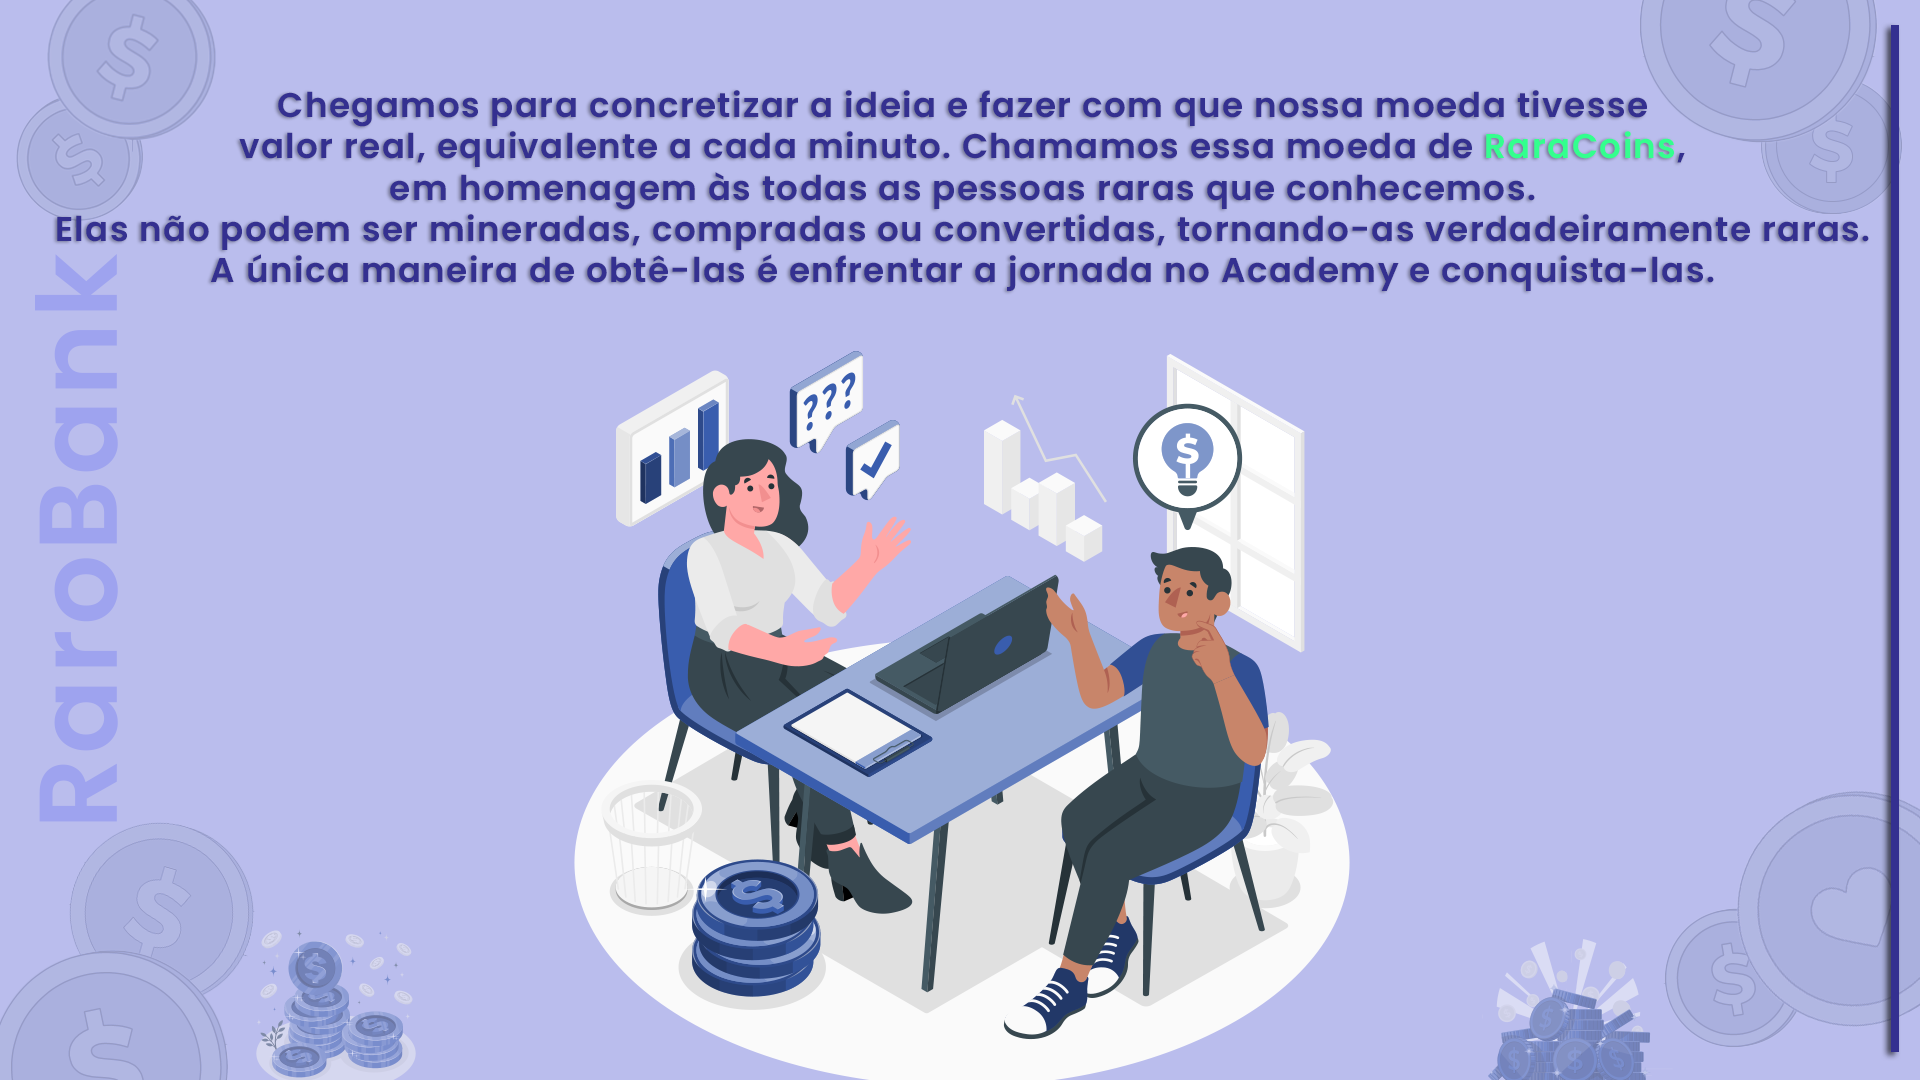 Chegamos para concretizar a ideia e fazer com que nossa moeda tivesse
valor real, equivalente a cada minuto. Chamamos essa moeda de RaraCoins,
em homenagem às todas as pessoas raras que conhecemos.
Elas não podem ser mineradas, compradas ou convertidas, tornando-as verdadeiramente raras.
A única maneira de obtê-las é enfrentar a jornada no Academy e conquista-las.
RaroBank
???
$